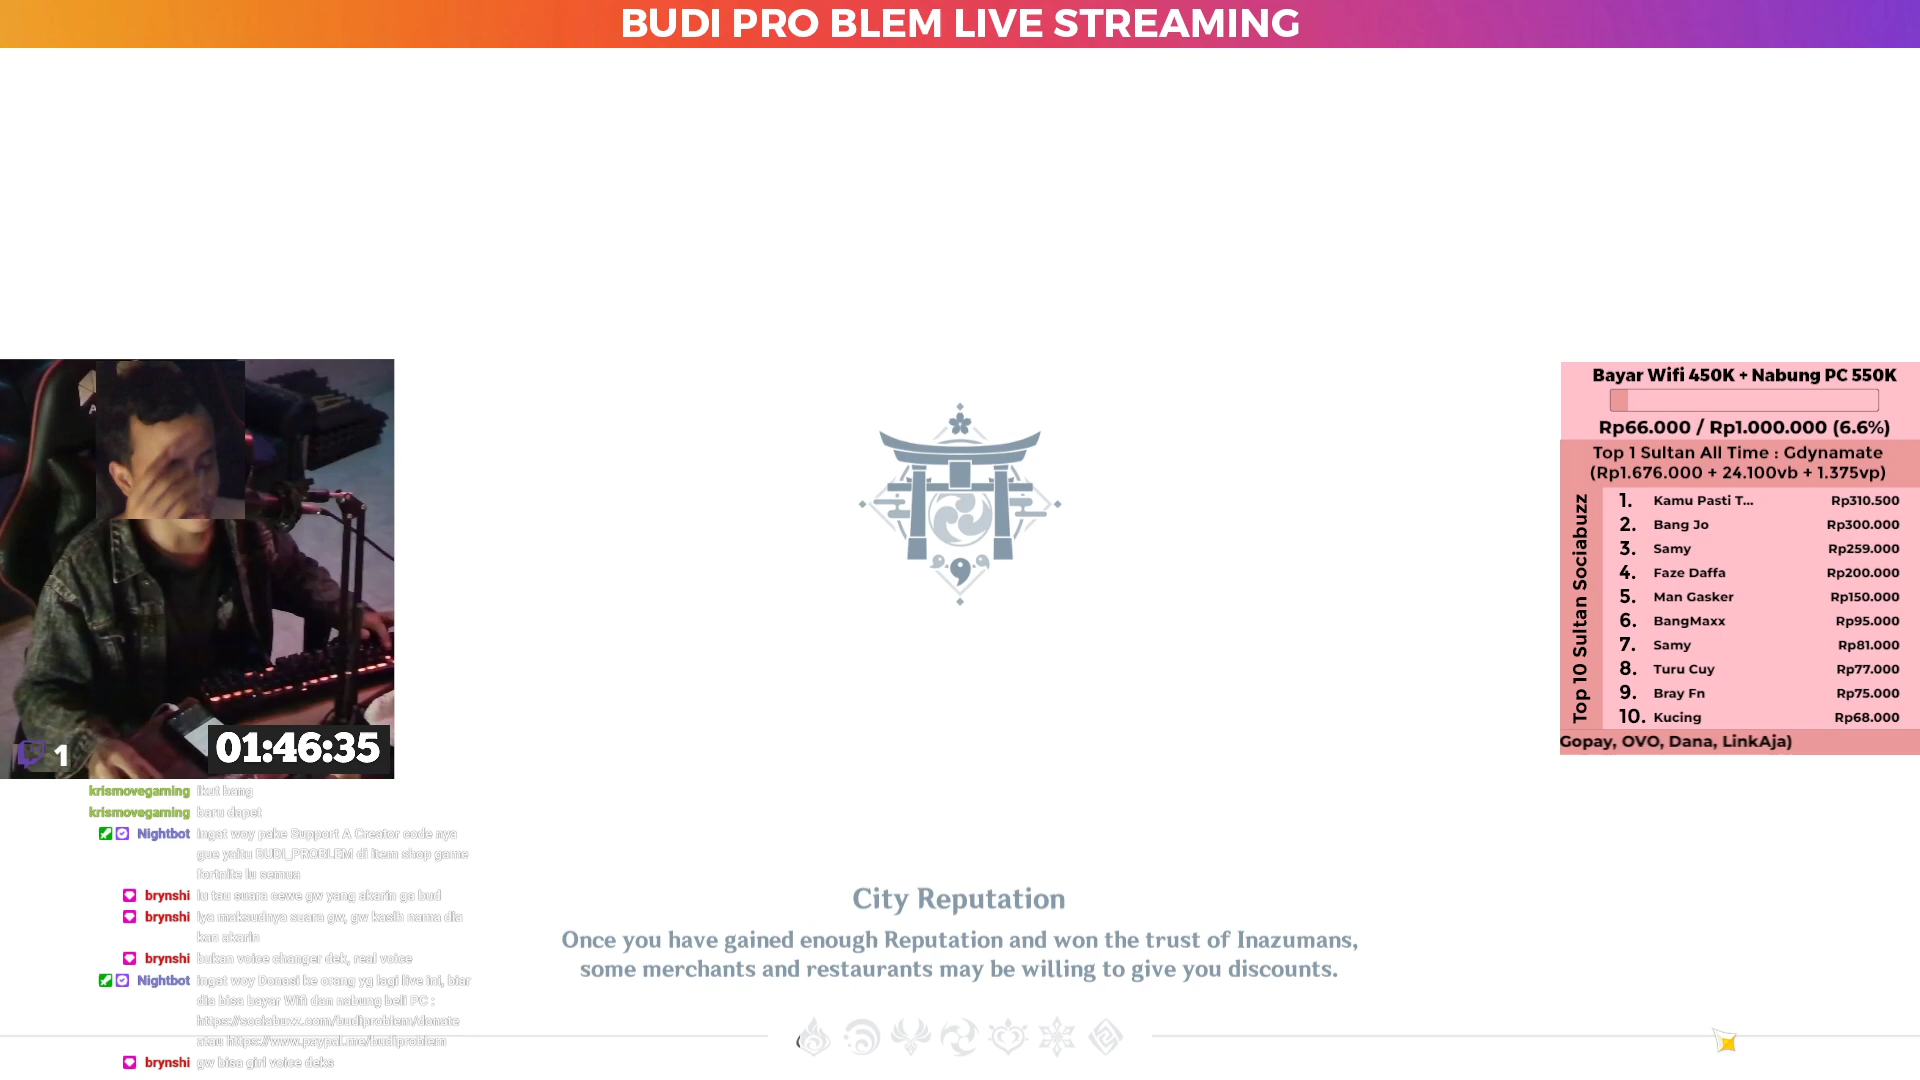 BUDI PRO BLEM LIVE STREAMING
1
01:46:35
krismovegaming ikut bang
krismovegaming baru dapet
Nightbot Ingat woy pake Support A Creator code nya
gue yaitu BUDI_PROBLEM di item shop game
fortnite lu semua
brynshi lu tau suara cewe gw yang akarin ga bud
brynshi Iya maksudnya suara gw, gw kasih nama dia
kan akarin
brynshi bukan voice changer dek, real voice
Nightbot Ingat woy Donasi ke orang yg lagi live ini, biar
dia bisa bayar Wifi dan nabung beli PC :
https://sociabuzz.com/budiproblem/donate
atau https://www.paypal.me/budiproblem
brynshi gw bisa girl voice deks
City Reputation
Once you have gained enough Reputation and won the trust of Inazumans,
some merchants and restaurants may be willing to give you discounts.
Bayar Wifi 450K + Nabung PC 550K
Rp66.000 / Rp1.000.000 (6.6%)
Top 1 Sultan All Time : Gdynamate
(Rp1.676.000 + 24.100vb + 1.375vp)
Top 10 Sultan Sociabuzz
1. Kamu Pasti T... Rp310.500
2. Bang Jo Rp300.000
3. Samy Rp259.000
4. Faze Daffa Rp200.000
5. Man Gasker Rp150.000
6. BangMaxx Rp95.000
7. Samy Rp81.000
8. Turu Cuy Rp77.000
9. Bray Fn Rp75.000
10. Kucing Rp68.000
Gopay, OVO, Dana, LinkAja)